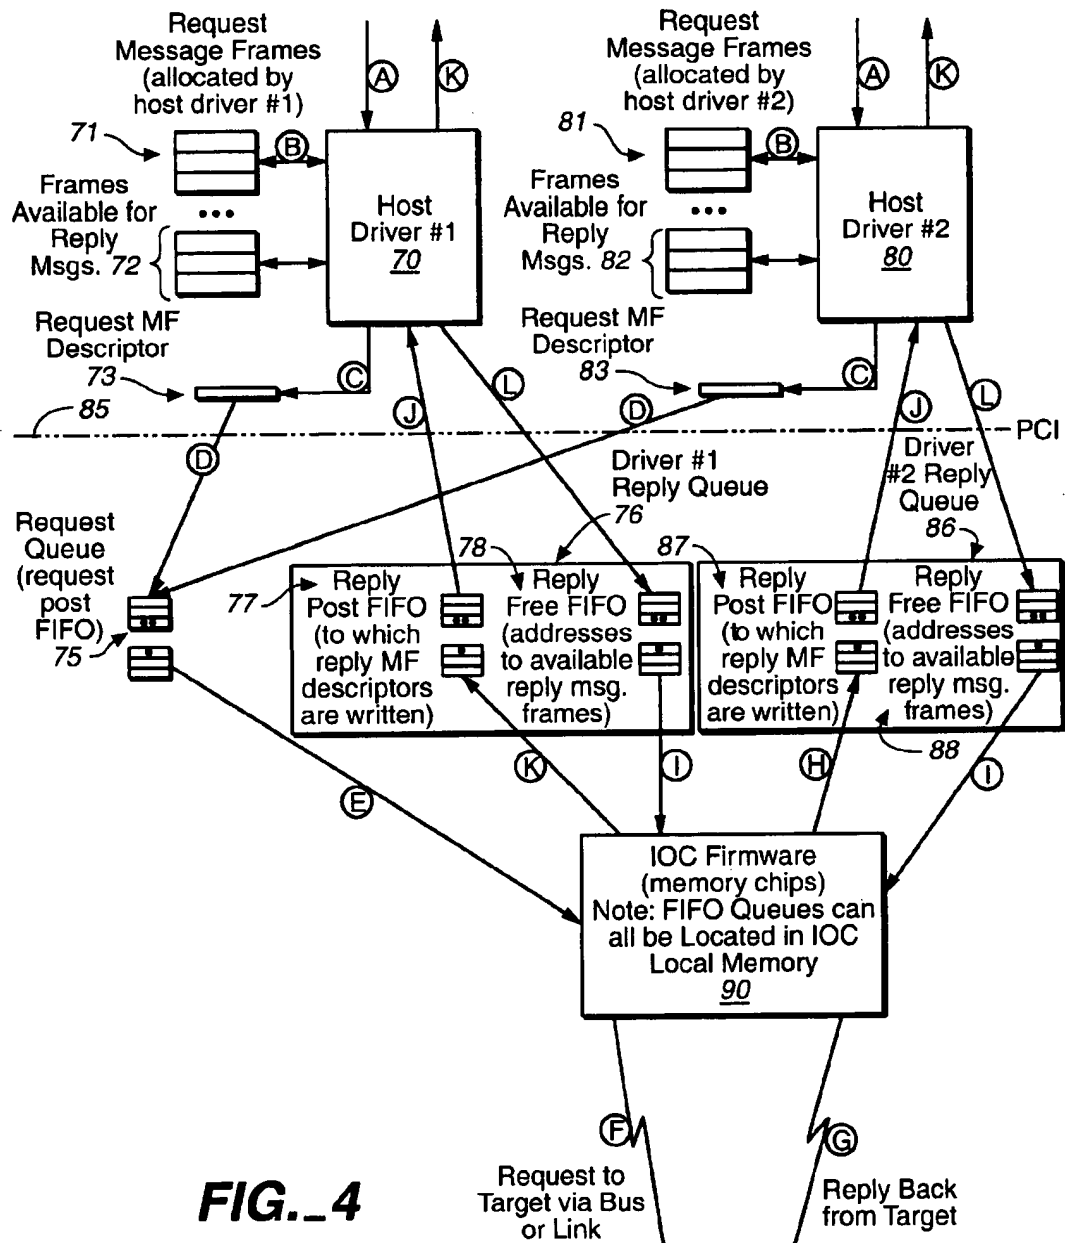 Request
Message Frames
(allocated by
host driver #1)
A
K
71
B
Frames
Available for
Reply
Msgs. 72
Host
Driver #1
70
Request MF
Descriptor
73
C
L
J
85
D
Request
Message Frames
(allocated by
host driver #2)
A
K
81
B
Frames
Available for
Reply
Msgs. 82
Host
Driver #2
80
Request MF
Descriptor
83
C
D
J
L
PCI
Request
Queue
(request
post
FIFO)
75
Driver #1
Reply Queue
76
Driver
#2 Reply
Queue
86
77
Reply
Post FIFO
(to which
reply MF
descriptors
are written)
78
Reply
Free FIFO
(addresses
to available
reply msg.
frames)
87
Reply
Post FIFO
(to which
reply MF
descriptors
are written)
Reply
Free FIFO
(addresses
to available
reply msg.
frames)
88
E
K
I
H
I
IOC Firmware
(memory chips)
Note: FIFO Queues can
all be Located in IOC
Local Memory
90
F
G
Request to
Target via Bus
or Link
Reply Back
from Target
FIG._4